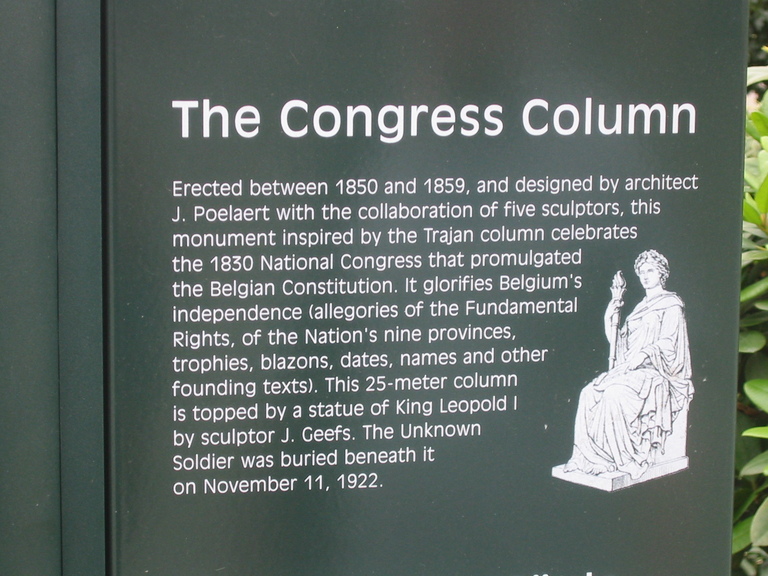 The Congress Column
Erected between 1850 and 1859, and designed by architect
J. Poelaert with the collaboration of five sculptors, this
monument inspired by the Trajan column celebrates
the 1830 National Congress that promulgated
the Belgian Constitution. It glorifies Belgium's
independence (allegories of the Fundamental
Rights, of the Nation's nine provinces,
trophies, blazons, dates, names and other
founding texts). This 25-meter column
is topped by a statue of King Leopold I
by sculptor J. Geefs. The Unknown
Soldier was buried beneath it
on November 11, 1922.